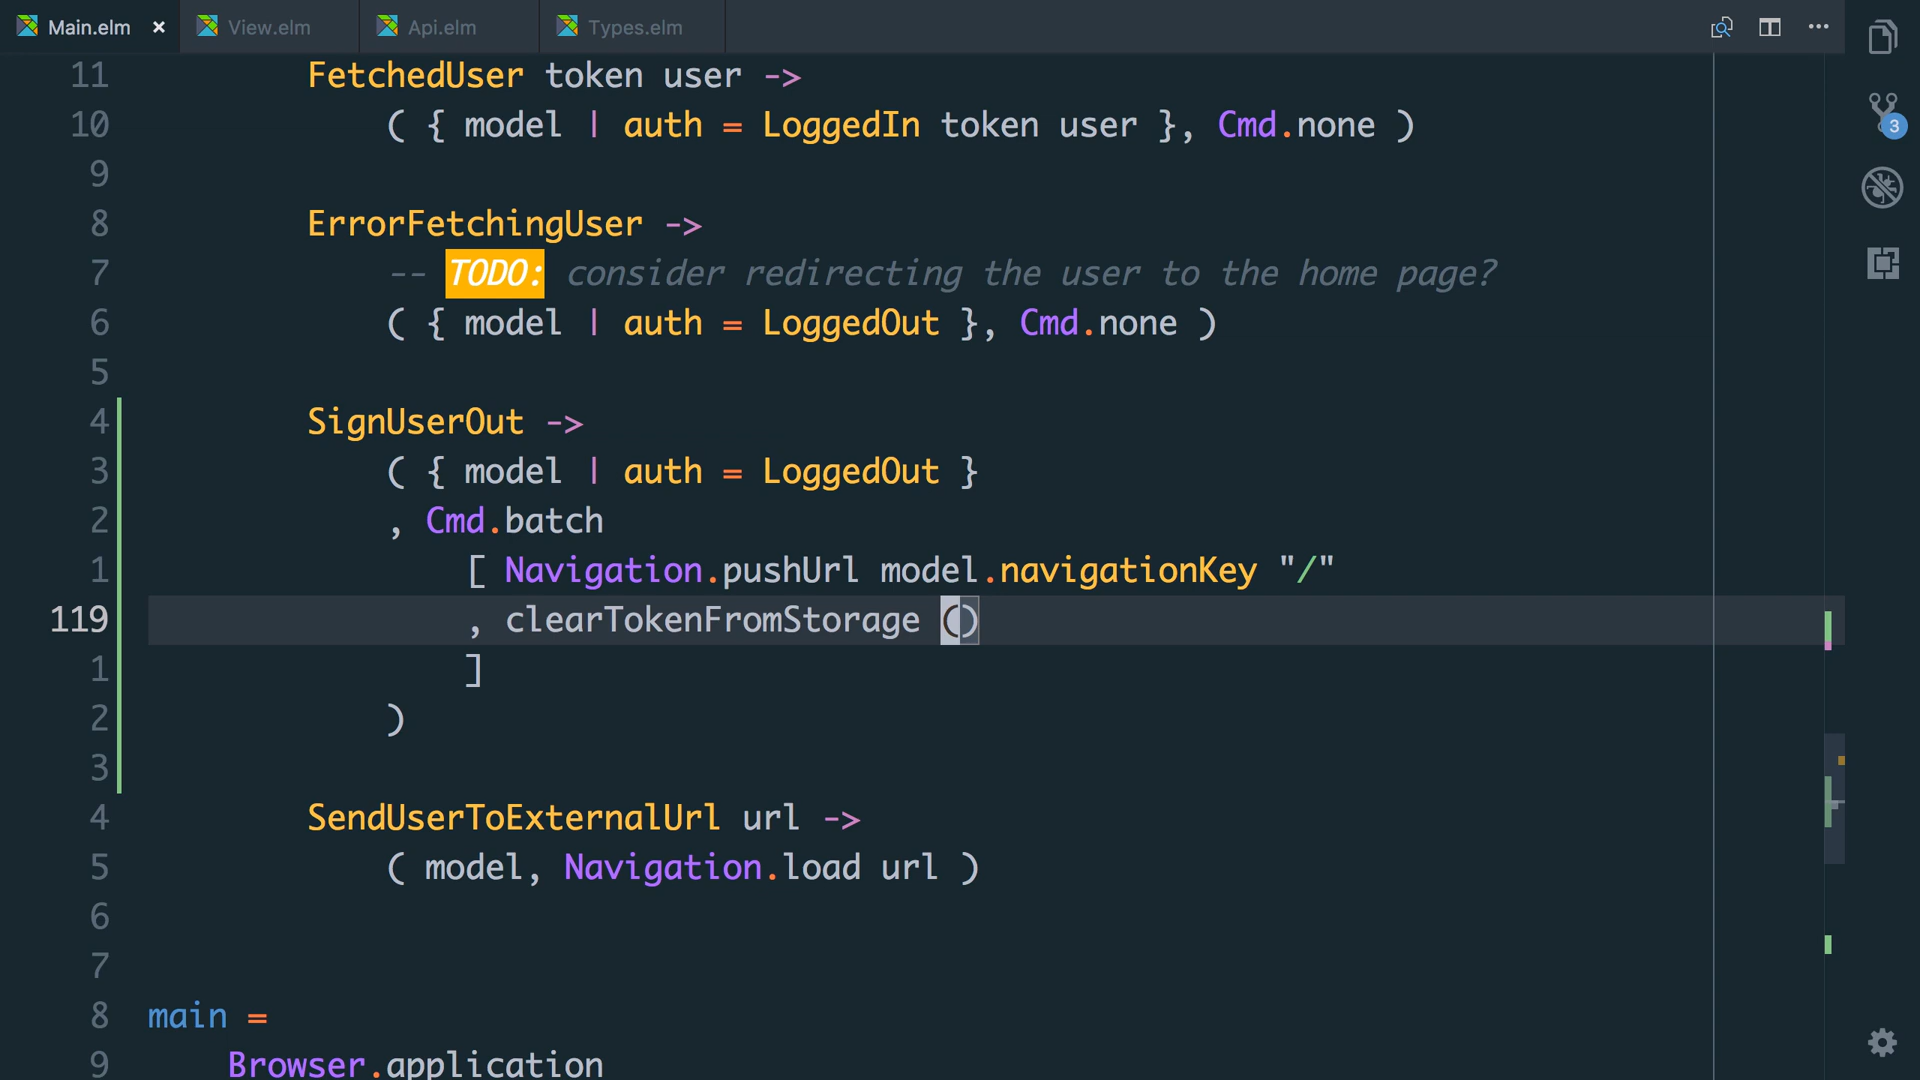 Main.elm × View.elm Api.elm Types.elm
3
11 FetchedUser token user ->
10 ( { model | auth = LoggedIn token user }, Cmd.none )
9
8 ErrorFetchingUser ->
7 -- TODO: consider redirecting the user to the home page?
6 ( { model | auth = LoggedOut }, Cmd.none )
5
4 SignUserOut ->
3 ( { model | auth = LoggedOut }
2 , Cmd.batch
1 [ Navigation.pushUrl model.navigationKey "/"
119 , clearTokenFromStorage ()
1 ]
2 )
3
4 SendUserToExternalUrl url ->
5 ( model, Navigation.load url )
6
7
8 main =
9 Browser.application